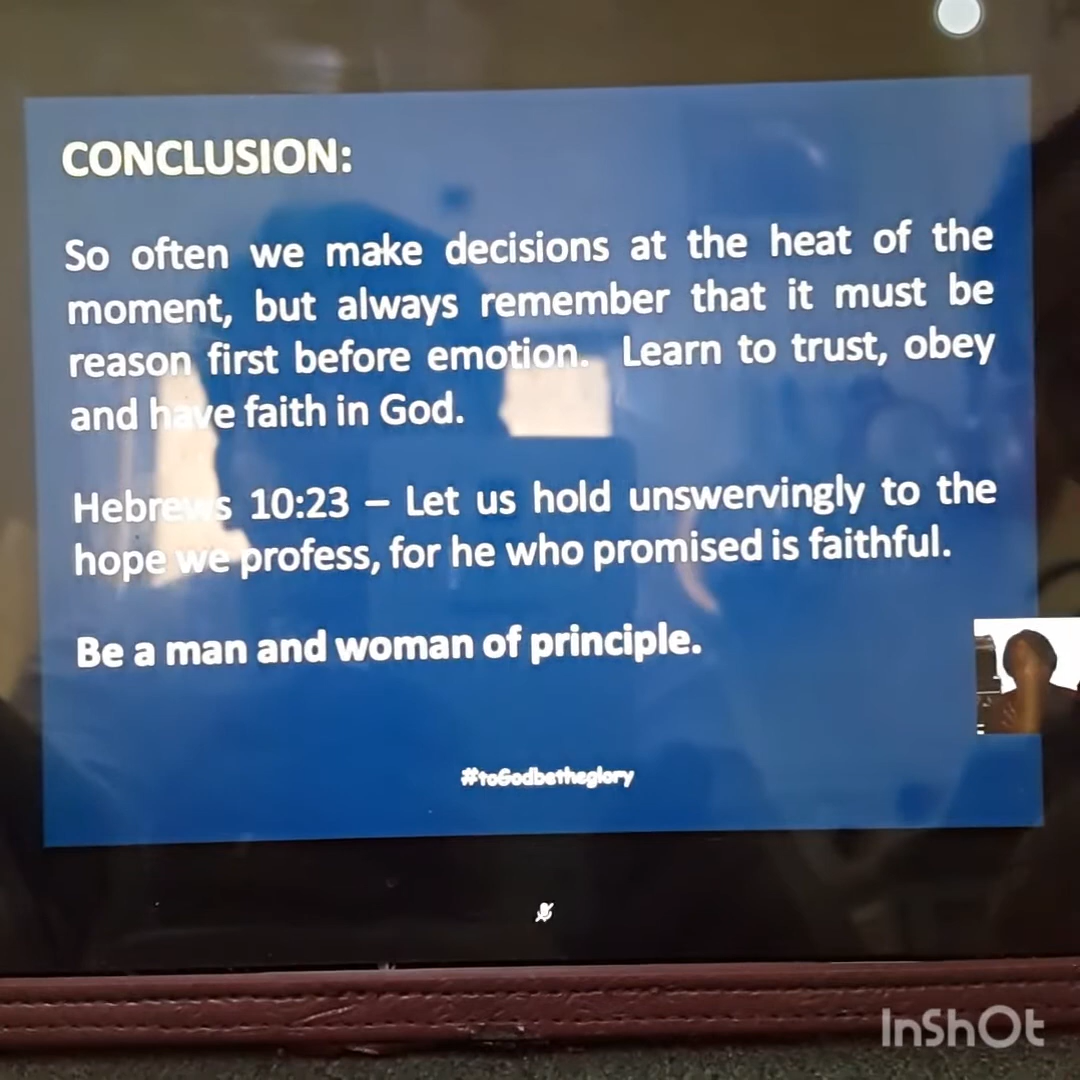 CONCLUSION:
So often we make decisions at the heat of the
moment, but always remember that it must be
reason first before emotion. Learn to trust, obey
and have faith in God.
Hebrews 10:23 – Let us hold unswervingly to the
hope we profess, for he who promised is faithful.
Be a man and woman of principle.
#toGodbetheglory
InShOt